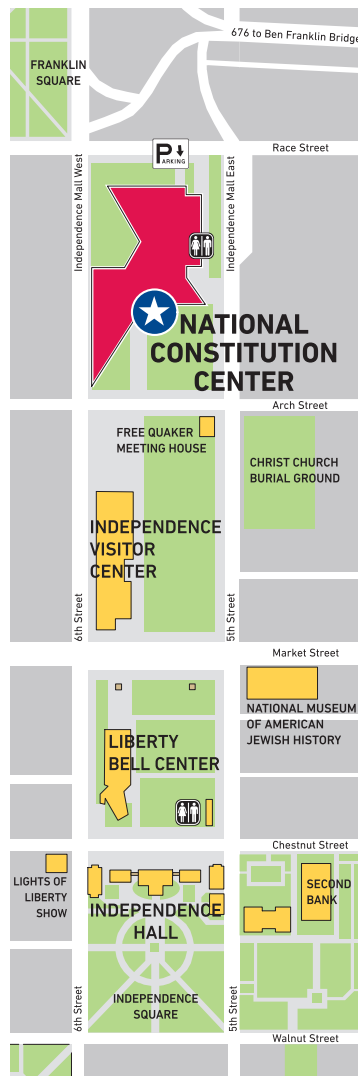 676 to Ben Franklin Bridge
FRANKLIN
SQUARE
Race Street
P
PARKING
Independence Mall West
Independence Mall East
NATIONAL
CONSTITUTION
CENTER
Arch Street
FREE QUAKER
MEETING HOUSE
CHRIST CHURCH
BURIAL GROUND
INDEPENDENCE
VISITOR
CENTER
6th Street
5th Street
Market Street
NATIONAL MUSEUM
OF AMERICAN
JEWISH HISTORY
LIBERTY
BELL CENTER
Chestnut Street
LIGHTS OF
LIBERTY
SHOW
SECOND
BANK
INDEPENDENCE
HALL
INDEPENDENCE
SQUARE
6th Street
5th Street
Walnut Street